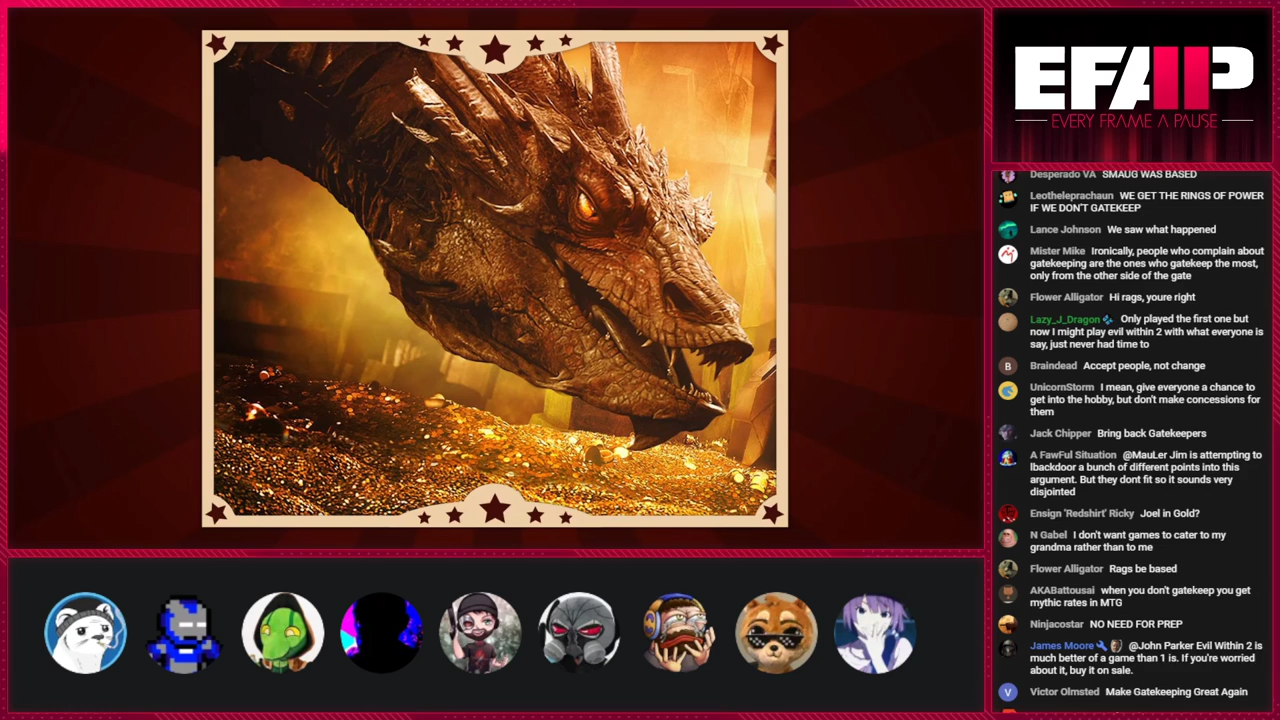 EFAP
EVERY FRAME A PAUSE
Desperado VA SMAUG WAS BASED
Leotheleprachaun WE GET THE RINGS OF POWER
IF WE DON'T GATEKEEP
Lance Johnson We saw what happened
Mister Mike Ironically, people who complain about
gatekeeping are the ones who gatekeep the most,
only from the other side of the gate
Flower Alligator Hi rags, youre right
Lazy_J_Dragon Only played the first one but
now I might play evil within 2 with what everyone is
say, just never had time to
B
Braindead Accept people, not change
UnicornStorm I mean, give everyone a chance to
get into the hobby, but don't make concessions for
them
Jack Chipper Bring back Gatekeepers
A FawFul Situation @MauLer Jim is attempting to
lbackdoor a bunch of different points into this
argument. But they dont fit so it sounds very
disjointed
Ensign 'Redshirt' Ricky Joel in Gold?
N Gabel I don't want games to cater to my
grandma rather than to me
Flower Alligator Rags be based
AKABattousai when you don't gatekeep you get
mythic rates in MTG
Ninjacostar NO NEED FOR PREP
James Moore @John Parker Evil Within 2 is
much better of a game than 1 is. If you're worried
about it, buy it on sale.
V
Victor Olmsted Make Gatekeeping Great Again